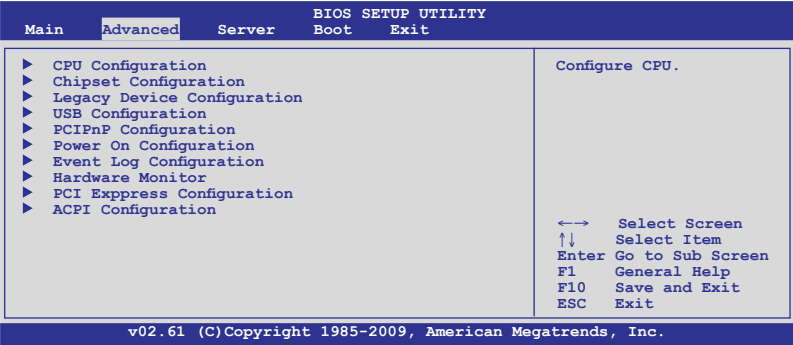 BIOS SETUP UTILITY
Main Advanced Server Boot Exit
▶ CPU Configuration
▶ Chipset Configuration
▶ Legacy Device Configuration
▶ USB Configuration
▶ PCIPnP Configuration
▶ Power On Configuration
▶ Event Log Configuration
▶ Hardware Monitor
▶ PCI Exppress Configuration
▶ ACPI Configuration
Configure CPU.
←→ Select Screen
↑↓ Select Item
Enter Go to Sub Screen
F1 General Help
F10 Save and Exit
ESC Exit
v02.61 (C)Copyright 1985-2009, American Megatrends, Inc.